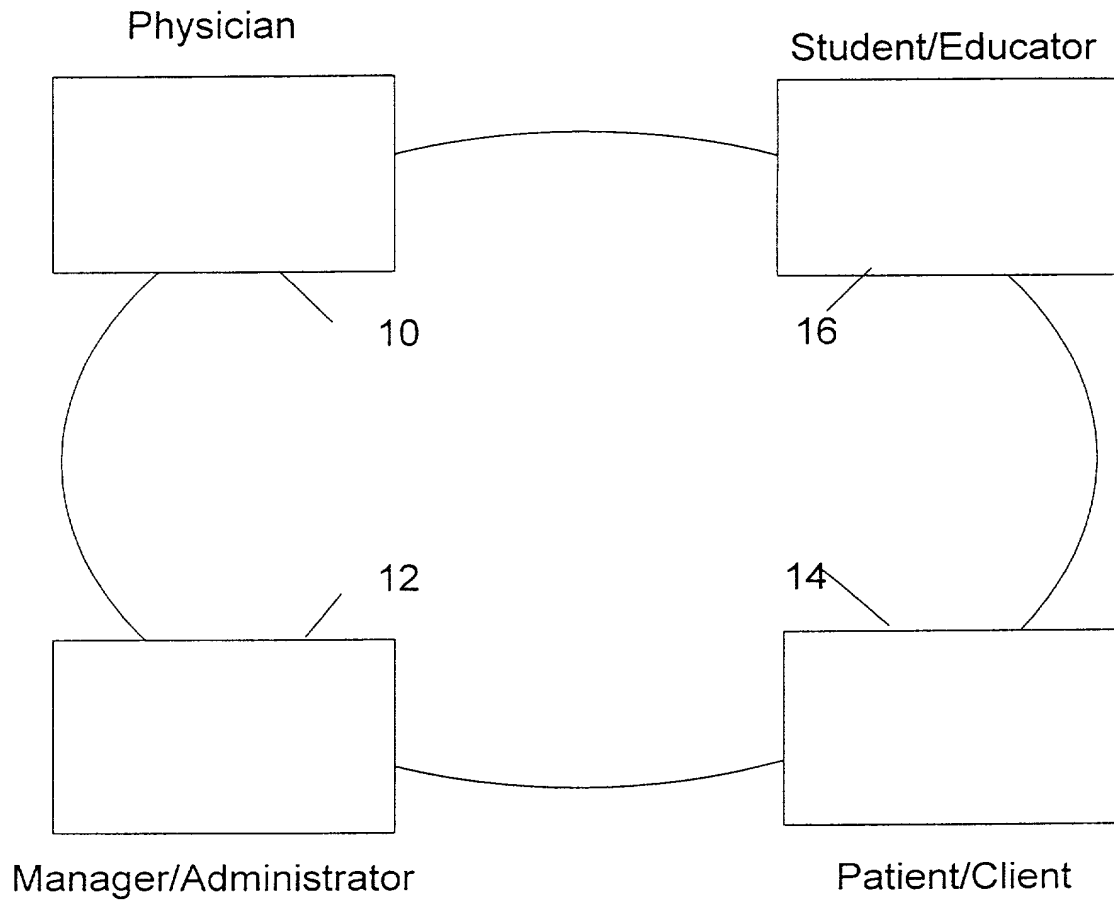 Physician
Student/Educator
10
16
12
14
Manager/Administrator
Patient/Client